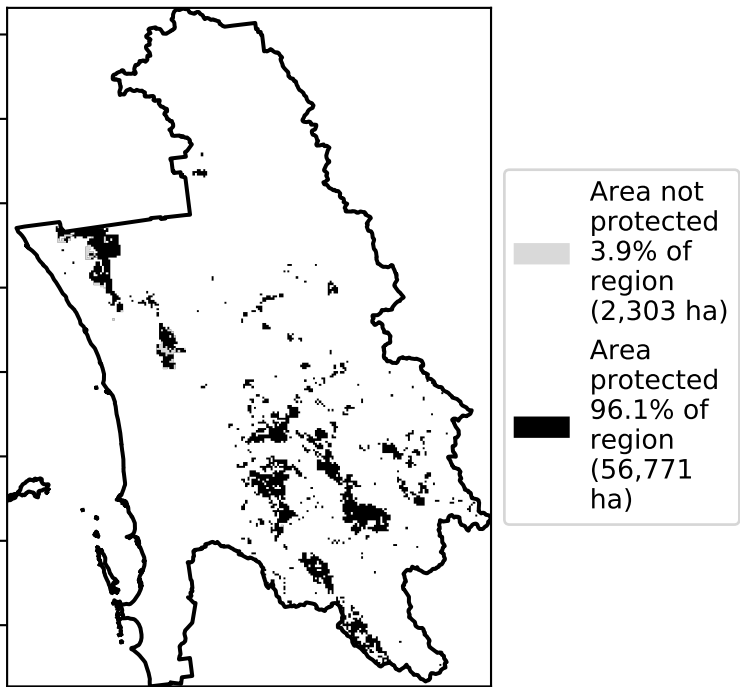 Area not
protected
3.9% of
region
(2,303 ha)
Area
protected
96.1% of
region
(56,771
ha)